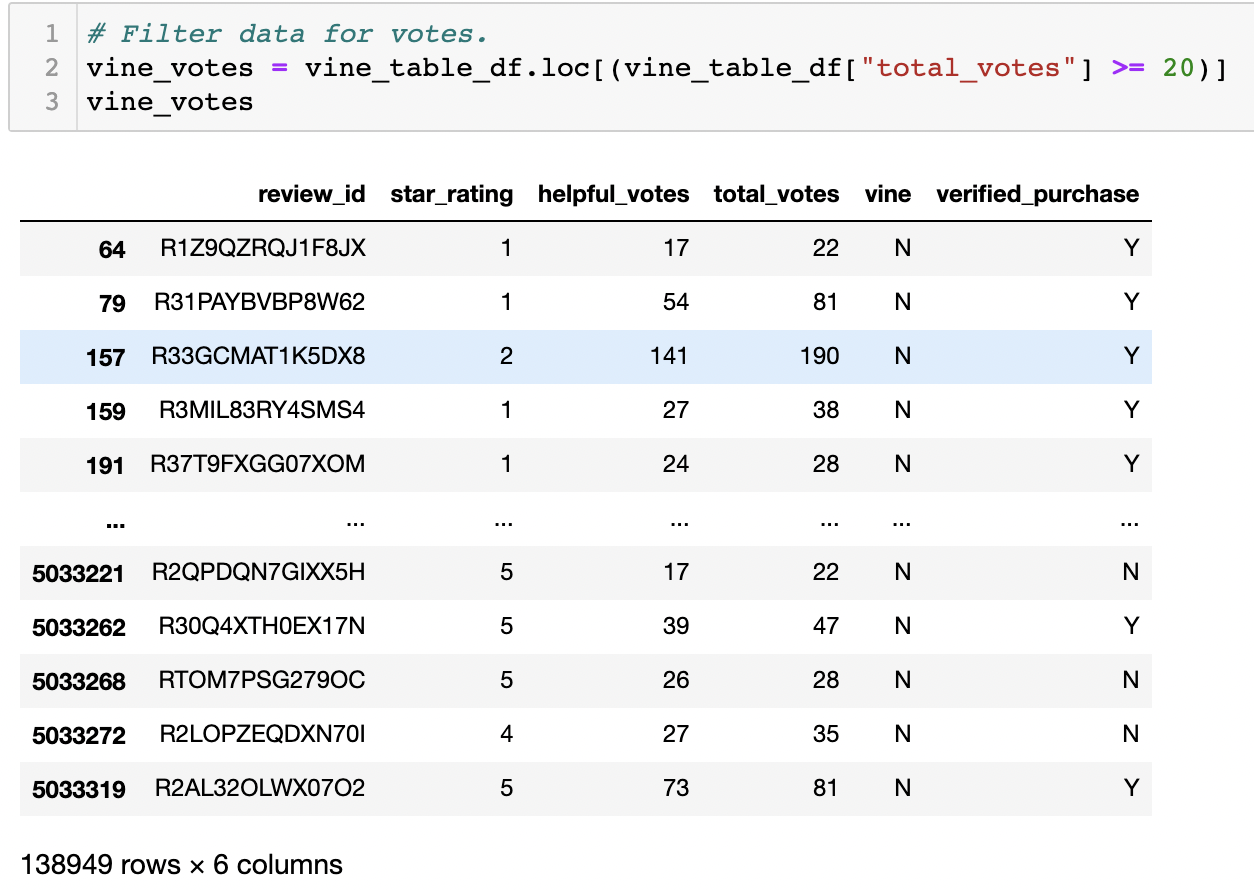 1 # Filter data for votes.
2 vine_votes = vine_table_df.loc[(vine_table_df["total_votes"] >= 20)]
3 vine_votes
review_id star_rating helpful_votes total_votes vine verified_purchase
64 R1Z9QZRQJ1F8JX 1 17 22 N Y
79 R31PAYBVBP8W62 1 54 81 N Y
157 R33GCMAT1K5DX8 2 141 190 N Y
159 R3MIL83RY4SMS4 1 27 38 N Y
191 R37T9FXGG07XOM 1 24 28 N Y
... ... ... ... ... ... ...
5033221 R2QPDQN7GIXX5H 5 17 22 N N
5033262 R30Q4XTH0EX17N 5 39 47 N Y
5033268 RTOM7PSG279OC 5 26 28 N N
5033272 R2LOPZEQDXN70I 4 27 35 N N
5033319 R2AL32OLWX07O2 5 73 81 N Y
138949 rows × 6 columns